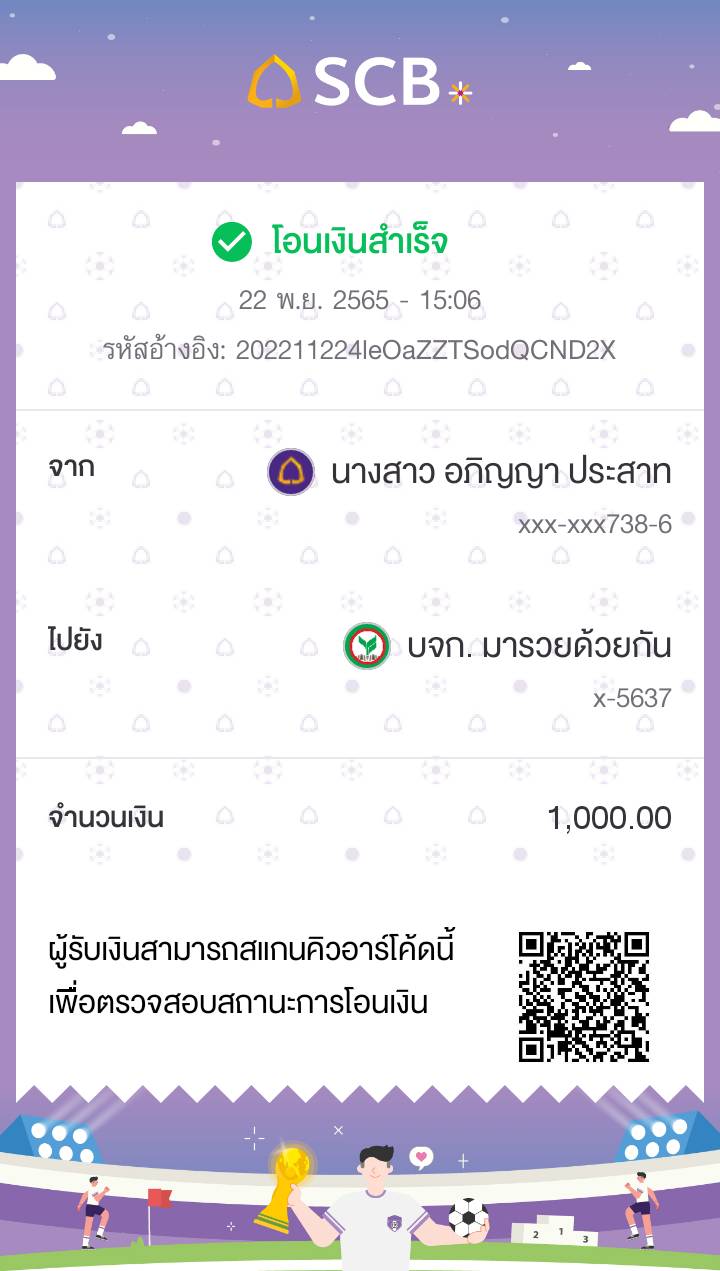 SCB
โอนเงินสำเร็จ
22 พ.ย. 2565 - 15:06
รหัสอ้างอิง: 202211224IeOaZZTSodQCND2X
จาก
นางสาว อภิญญา ประสาท
xxx-xxx738-6
ไปยัง
บจก. มารวยด้วยกัน
x-5637
จำนวนเงิน
1,000.00
ผู้รับเงินสามารถสแกนคิวอาร์โค้ดนี้
เพื่อตรวจสอบสถานะการโอนเงิน
2 1 3